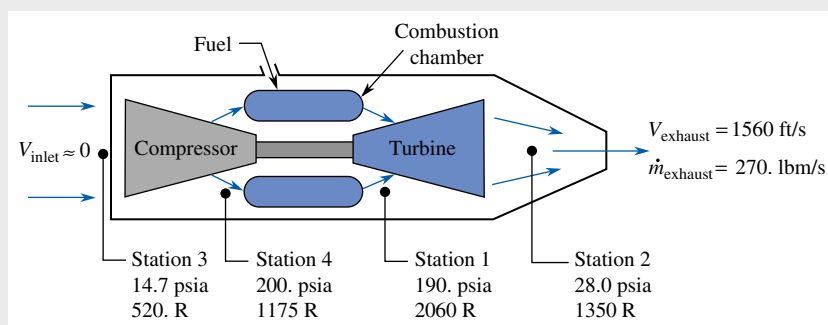 Fuel
Combustion
chamber
V_inlet ≈ 0
Compressor
Turbine
V_exhaust = 1560 ft/s
ṁ_exhaust = 270. lbm/s
Station 3
14.7 psia
520. R
Station 4
200. psia
1175 R
Station 1
190. psia
2060 R
Station 2
28.0 psia
1350 R